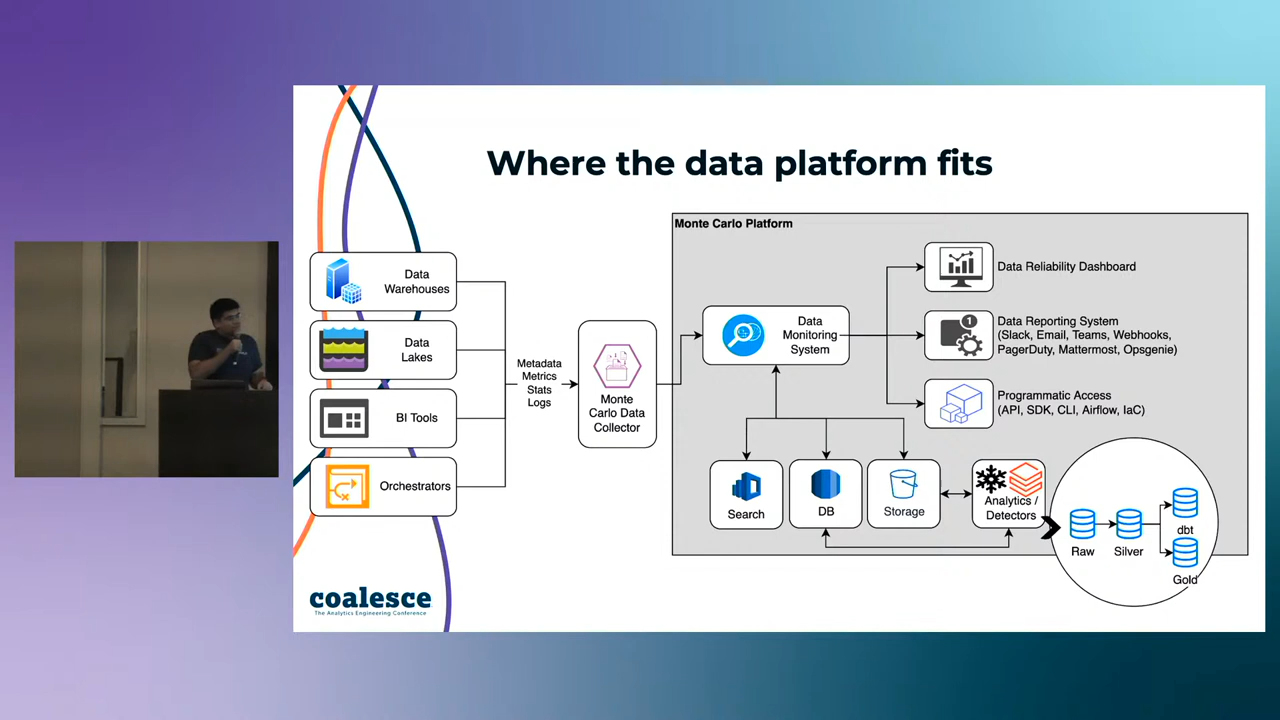 Where the data platform fits
Monte Carlo Platform
Data
Warehouses
Data
Lakes
BI Tools
Orchestrators
Metadata
Metrics
Stats
Logs
Monte
Carlo Data
Collector
Data
Monitoring
System
Data Reliability Dashboard
1
Data Reporting System
(Slack, Email, Teams, Webhooks,
PagerDuty, Mattermost, Opsgenie)
Programmatic Access
(API, SDK, CLI, Airflow, IaC)
Search
DB
Storage
Analytics /
Detectors
Raw
Silver
dbt
Gold
coalesce
The Analytics Engineering Conference